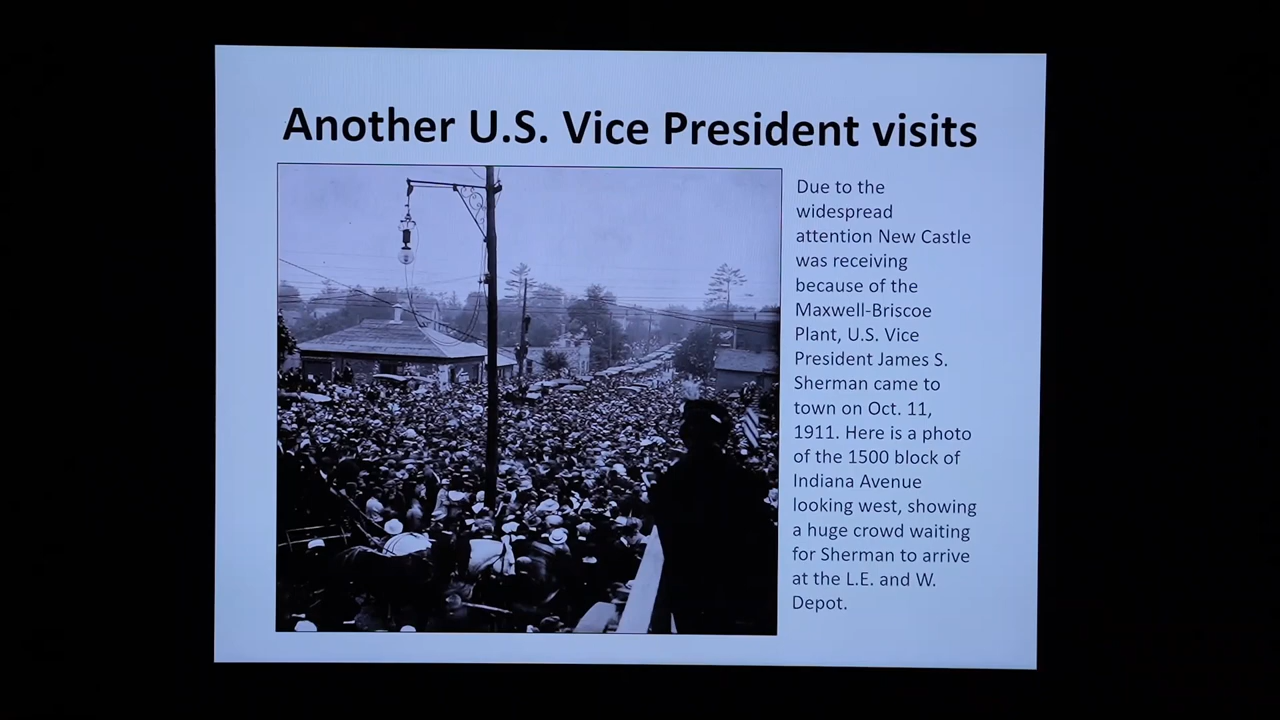 Another U.S. Vice President visits
Due to the
widespread
attention New Castle
was receiving
because of the
Maxwell-Briscoe
Plant, U.S. Vice
President James S.
Sherman came to
town on Oct. 11,
1911. Here is a photo
of the 1500 block of
Indiana Avenue
looking west, showing
a huge crowd waiting
for Sherman to arrive
at the L.E. and W.
Depot.